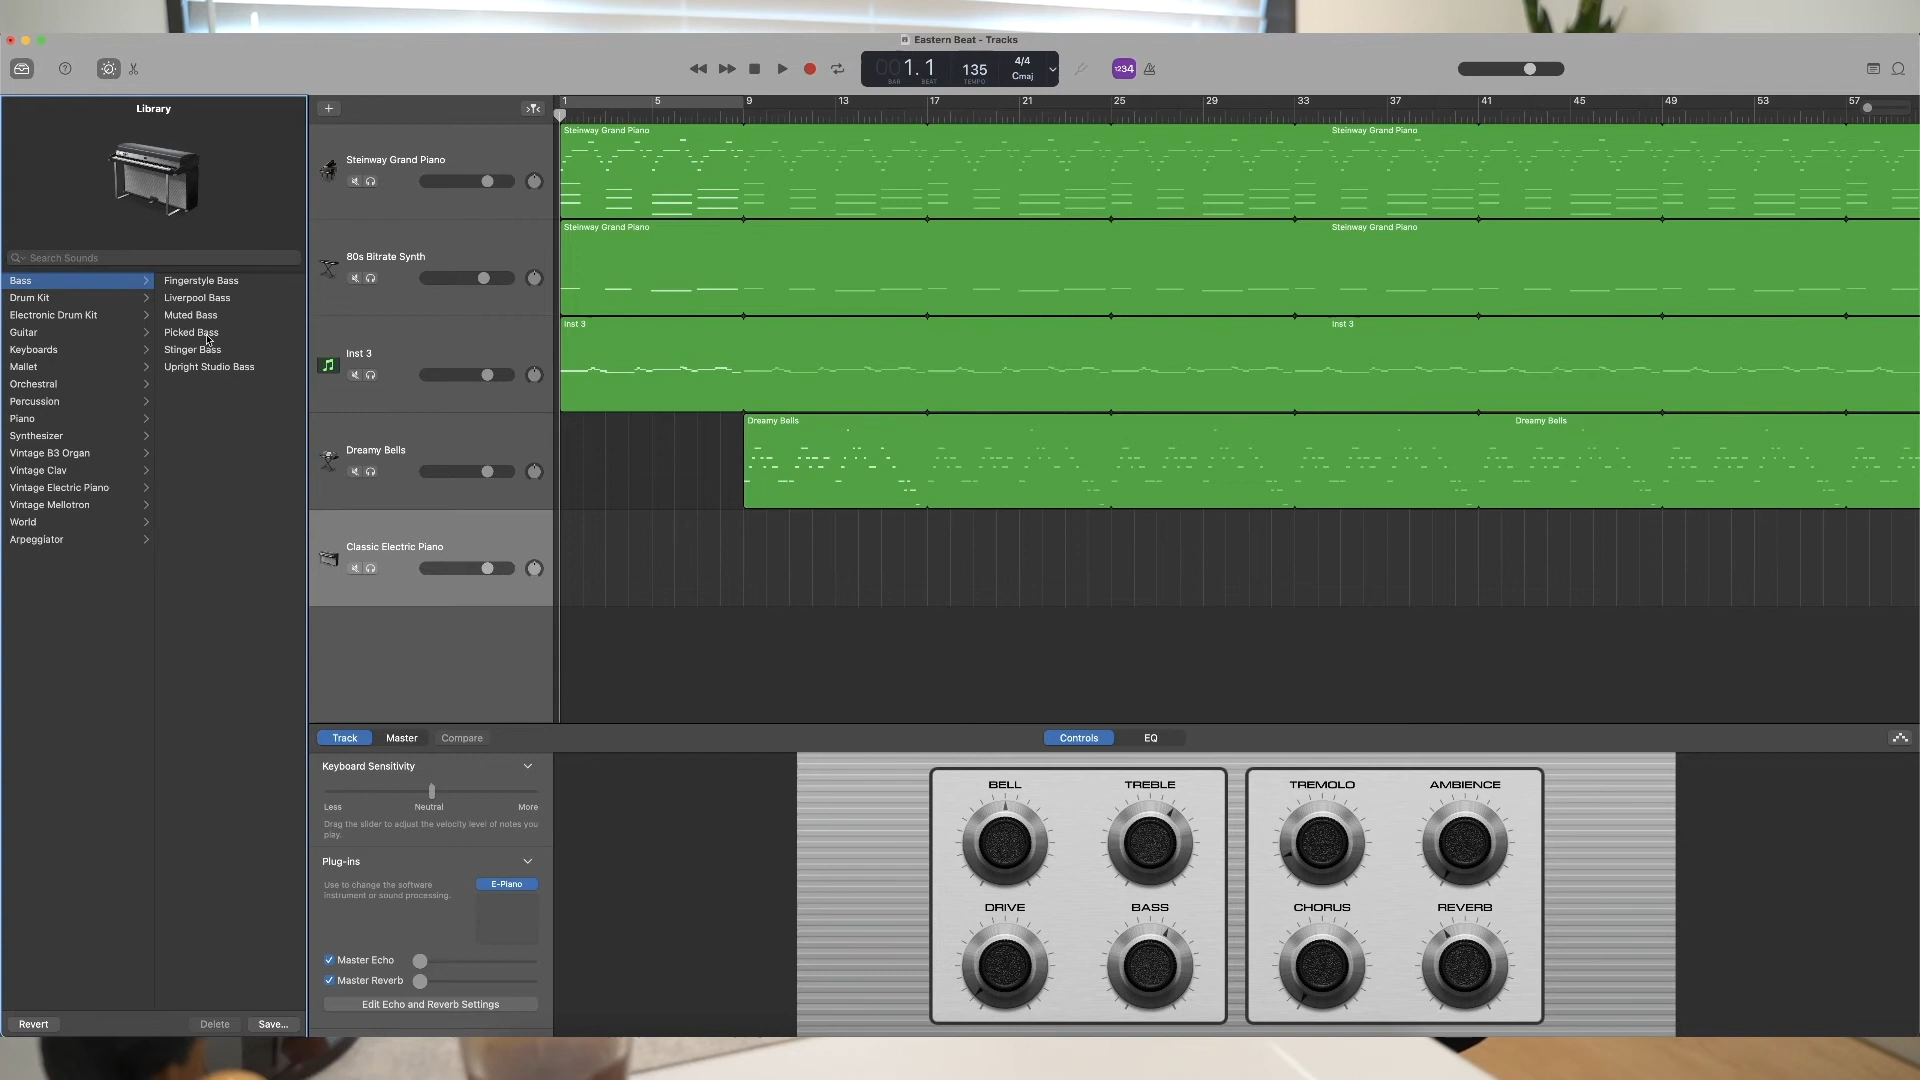 Eastern Beat - Tracks
1.1
BAR
BEAT
135
TEMPO
4/4
Cmaj
1234
Library
Search Sounds
Bass
Drum Kit
Electronic Drum Kit
Guitar
Keyboards
Mallet
Orchestral
Percussion
Piano
Synthesizer
Vintage B3 Organ
Vintage Clav
Vintage Electric Piano
Vintage Mellotron
World
Arpeggiator
Fingerstyle Bass
Liverpool Bass
Muted Bass
Picked Bass
Stinger Bass
Upright Studio Bass
Revert
Delete
Save...
1 5 9 13 17 21 25 29 33 37 41 45 49 53 57
Steinway Grand Piano
Steinway Grand Piano
Steinway Grand Piano
80s Bitrate Synth
Steinway Grand Piano
Steinway Grand Piano
Inst 3
Inst 3
Inst 3
Dreamy Bells
Dreamy Bells
Dreamy Bells
Classic Electric Piano
Track
Master
Compare
Controls
EQ
Keyboard Sensitivity
Less
Neutral
More
Drag the slider to adjust the velocity level of notes you
play.
Plug-ins
Use to change the software
instrument or sound processing.
E-Piano
Master Echo
Master Reverb
Edit Echo and Reverb Settings
BELL
TREBLE
TREMOLO
AMBIENCE
DRIVE
BASS
CHORUS
REVERB